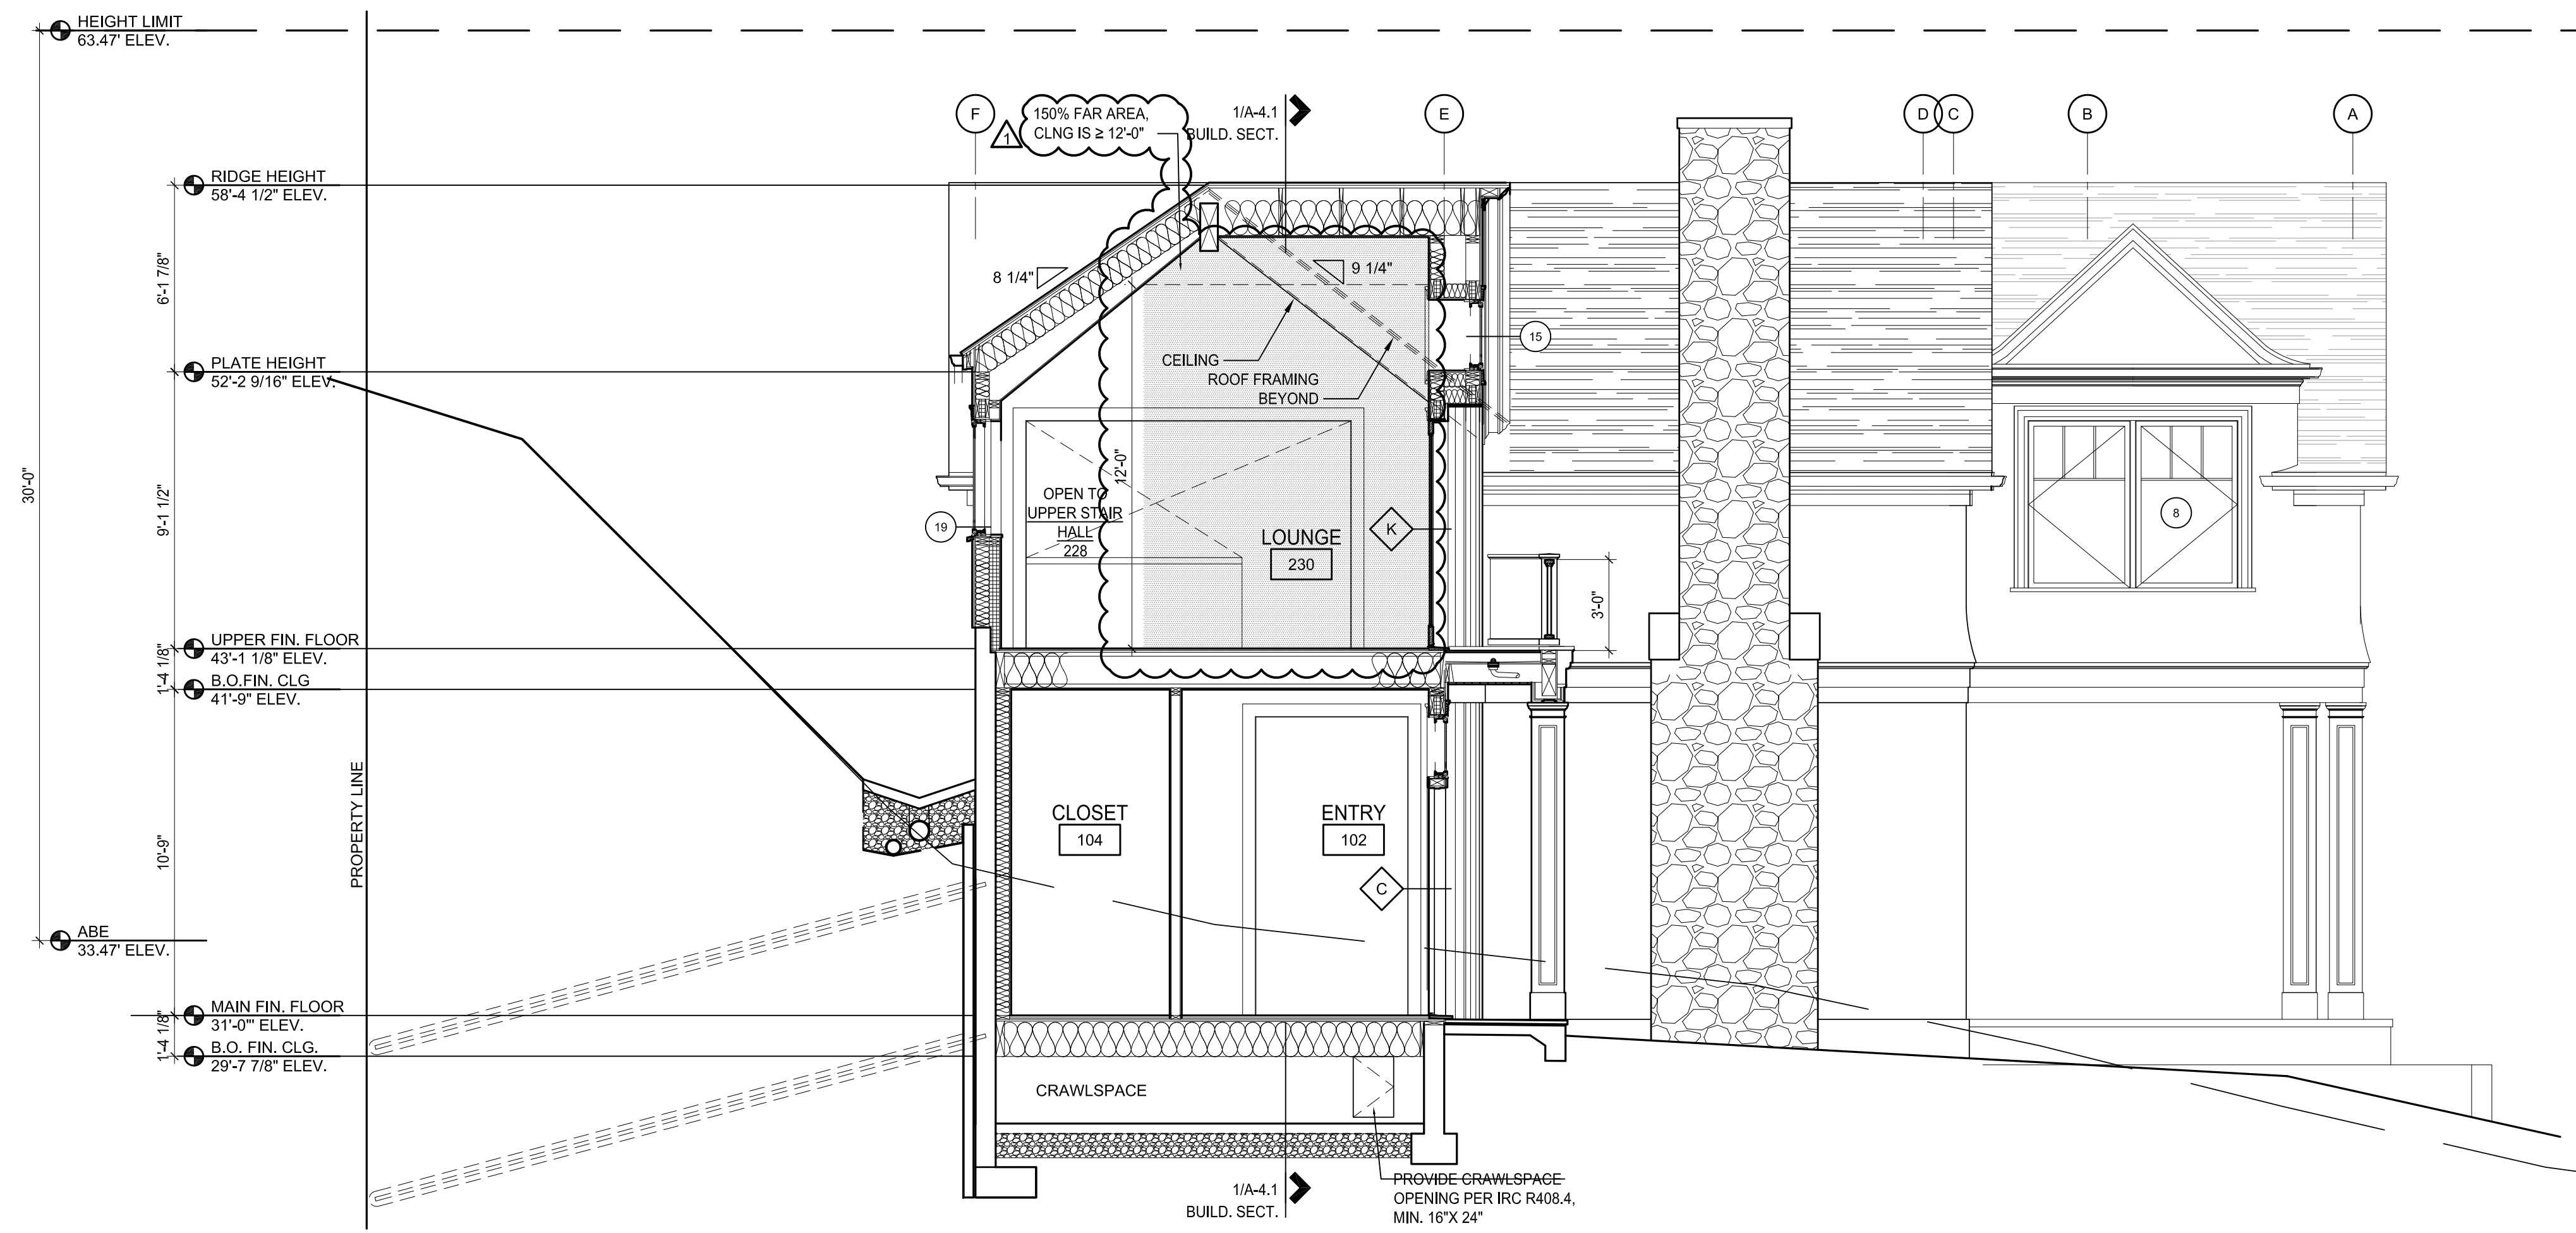 HEIGHT LIMIT
63.47' ELEV.
F
1
150% FAR AREA,
CLNG IS ≥ 12'-0"
1/A-4.1
BUILD. SECT.
E
D
C
B
A
RIDGE HEIGHT
58'-4 1/2" ELEV.
6'-1 7/8"
8 1/4"
9 1/4"
15
CEILING
ROOF FRAMING
BEYOND
PLATE HEIGHT
52'-2 9/16" ELEV.
30'-0"
9'-1 1/2"
12'-0"
OPEN TO
UPPER STAIR
HALL
228
19
LOUNGE
230
K
8
3'-0"
UPPER FIN. FLOOR
43'-1 1/8" ELEV.
1'-4 1/8"
B.O.FIN. CLG
41'-9" ELEV.
PROPERTY LINE
10'-9"
CLOSET
104
ENTRY
102
C
ABE
33.47' ELEV.
MAIN FIN. FLOOR
31'-0'" ELEV.
1'-4 1/8"
B.O. FIN. CLG.
29'-7 7/8" ELEV.
CRAWLSPACE
1/A-4.1
BUILD. SECT.
PROVIDE CRAWLSPACE
OPENING PER IRC R408.4,
MIN. 16"X 24"